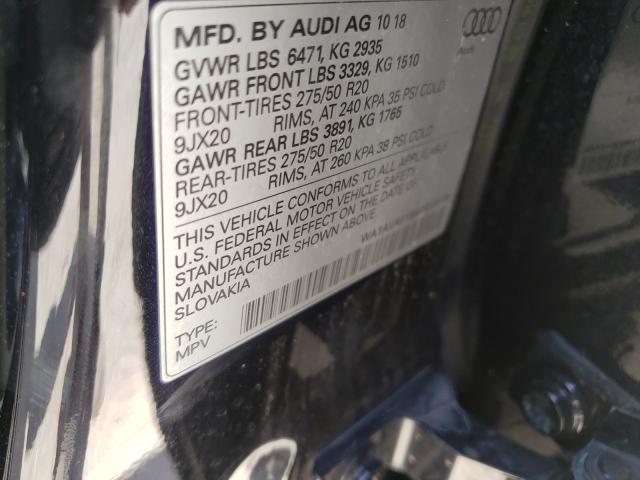 MFD. BY AUDI AG 10 18
GVWR LBS 6471, KG 2935
GAWR FRONT LBS 3329, KG 1510
FRONT-TIRES 275/50 R20
9JX20 RIMS, AT 240 KPA 35 PSI COLD
GAWR REAR LBS 3891, KG 1765
REAR-TIRES 275/50 R20
9JX20 RIMS, AT 260 KPA 38 PSI COLD
THIS VEHICLE CONFORMS TO ALL APPLICABLE
U.S. FEDERAL MOTOR VEHICLE SAFETY
STANDARDS IN EFFECT ON THE DATE OF
MANUFACTURE SHOWN ABOVE
SLOVAKIA
TYPE:
MPV
Audi